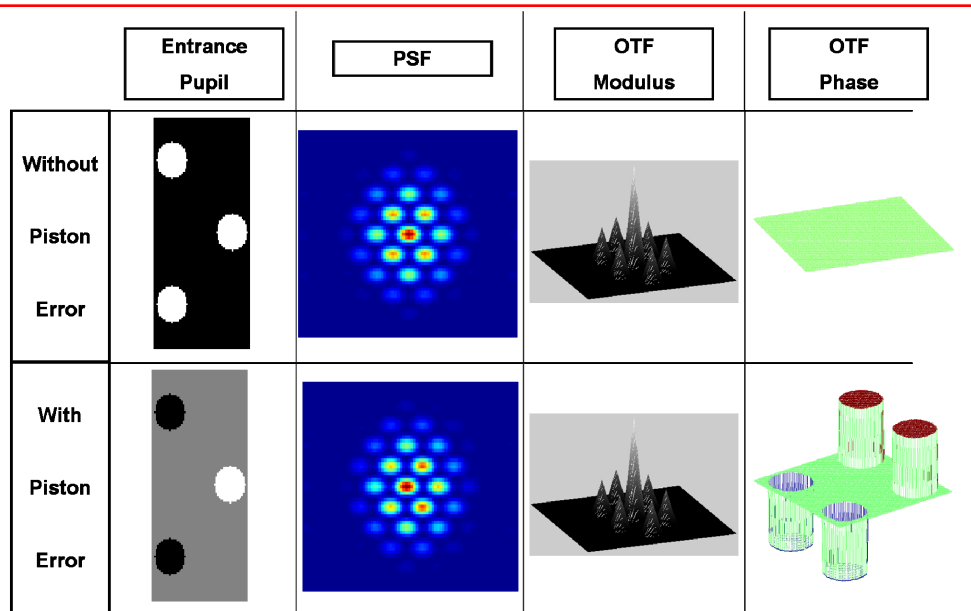 Entrance
Pupil
PSF
OTF
Modulus
OTF
Phase
Without
Piston
Error
With
Piston
Error